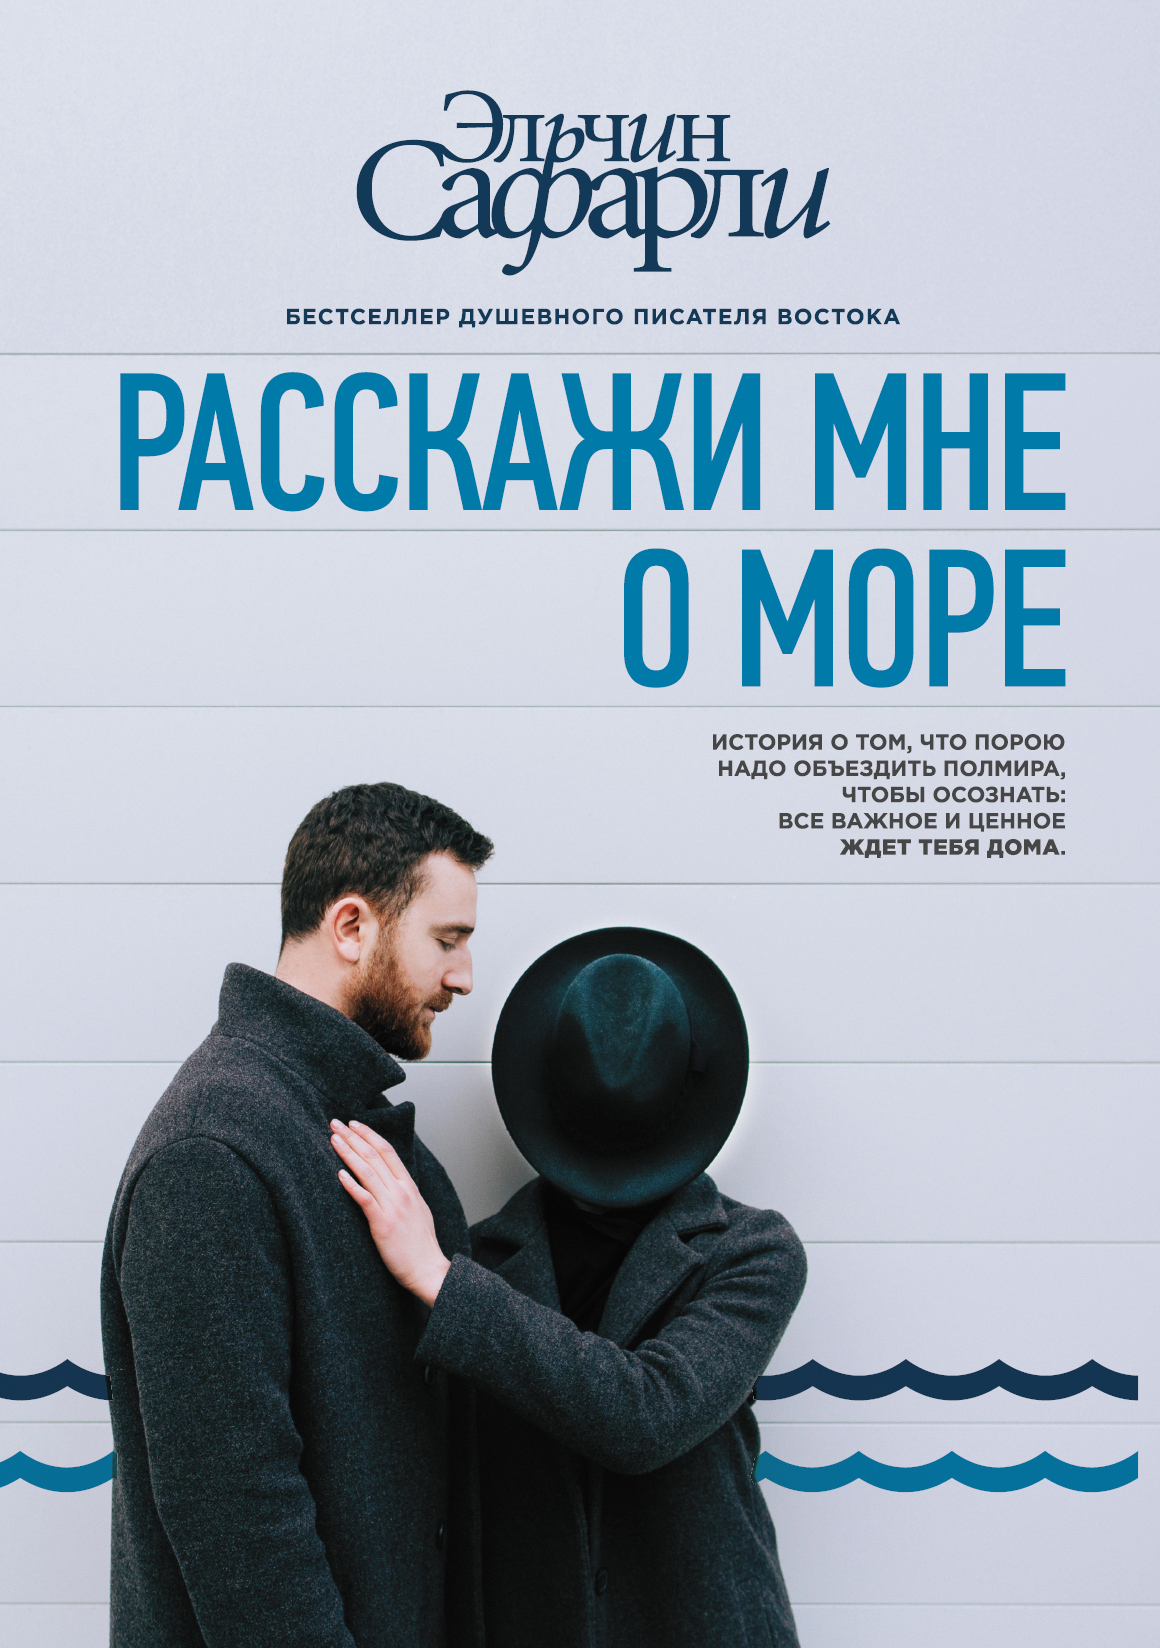 Эльчин
Сафарли
БЕСТСЕЛЛЕР ДУШЕВНОГО ПИСАТЕЛЯ ВОСТОКА
РАССКАЖИ МНЕ
О МОРЕ
ИСТОРИЯ О ТОМ, ЧТО ПОРОЮ
НАДО ОБЪЕЗДИТЬ ПОЛМИРА,
ЧТОБЫ ОСОЗНАТЬ:
ВСЕ ВАЖНОЕ И ЦЕННОЕ
ЖДЕТ ТЕБЯ ДОМА.